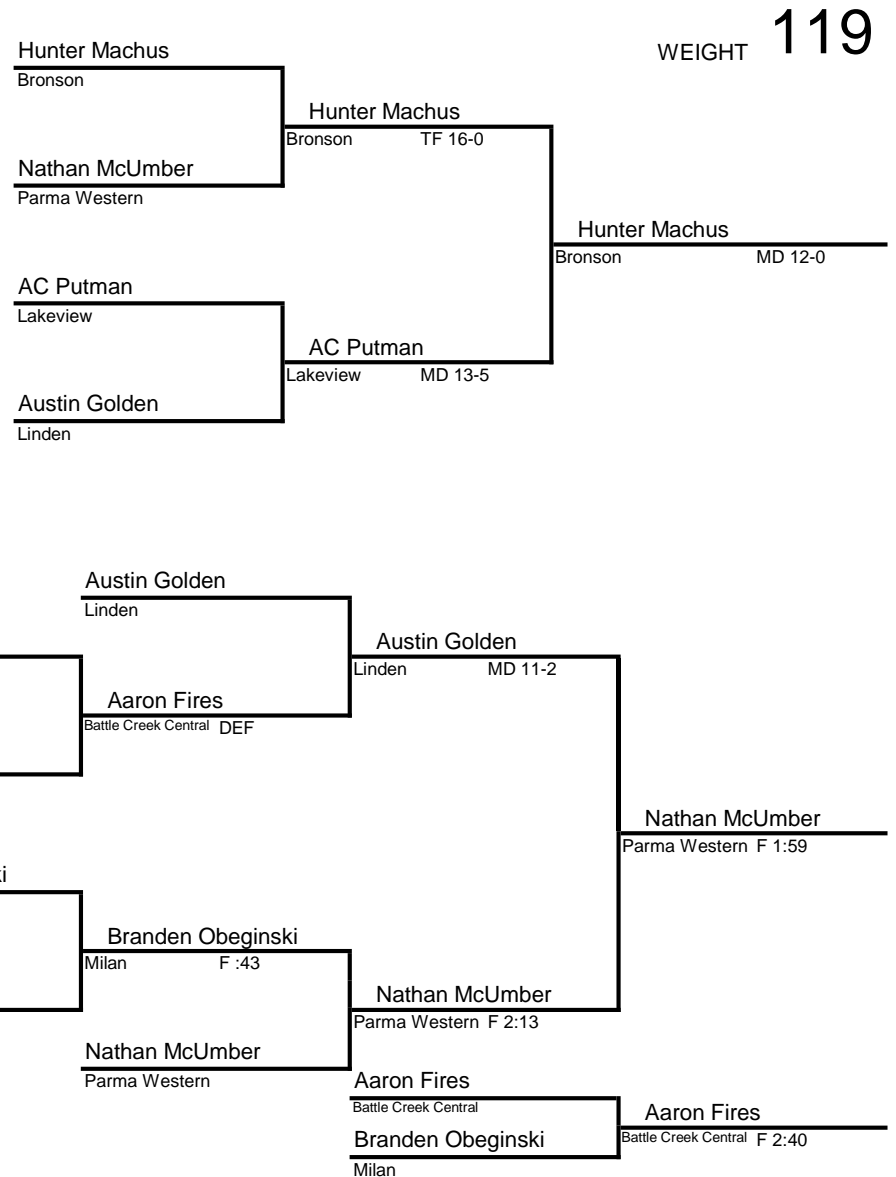 WEIGHT 119
Hunter Machus
Bronson
Hunter Machus
Bronson TF 16-0
Nathan McUmber
Parma Western
Hunter Machus
Bronson MD 12-0
AC Putman
Lakeview
AC Putman
Lakeview MD 13-5
Austin Golden
Linden
Austin Golden
Linden
Austin Golden
Linden MD 11-2
Aaron Fires
Battle Creek Central DEF
Nathan McUmber
Parma Western F 1:59
ki
Branden Obeginski
Milan F :43
Nathan McUmber
Parma Western F 2:13
Nathan McUmber
Parma Western
Aaron Fires
Battle Creek Central
Aaron Fires
Battle Creek Central F 2:40
Branden Obeginski
Milan